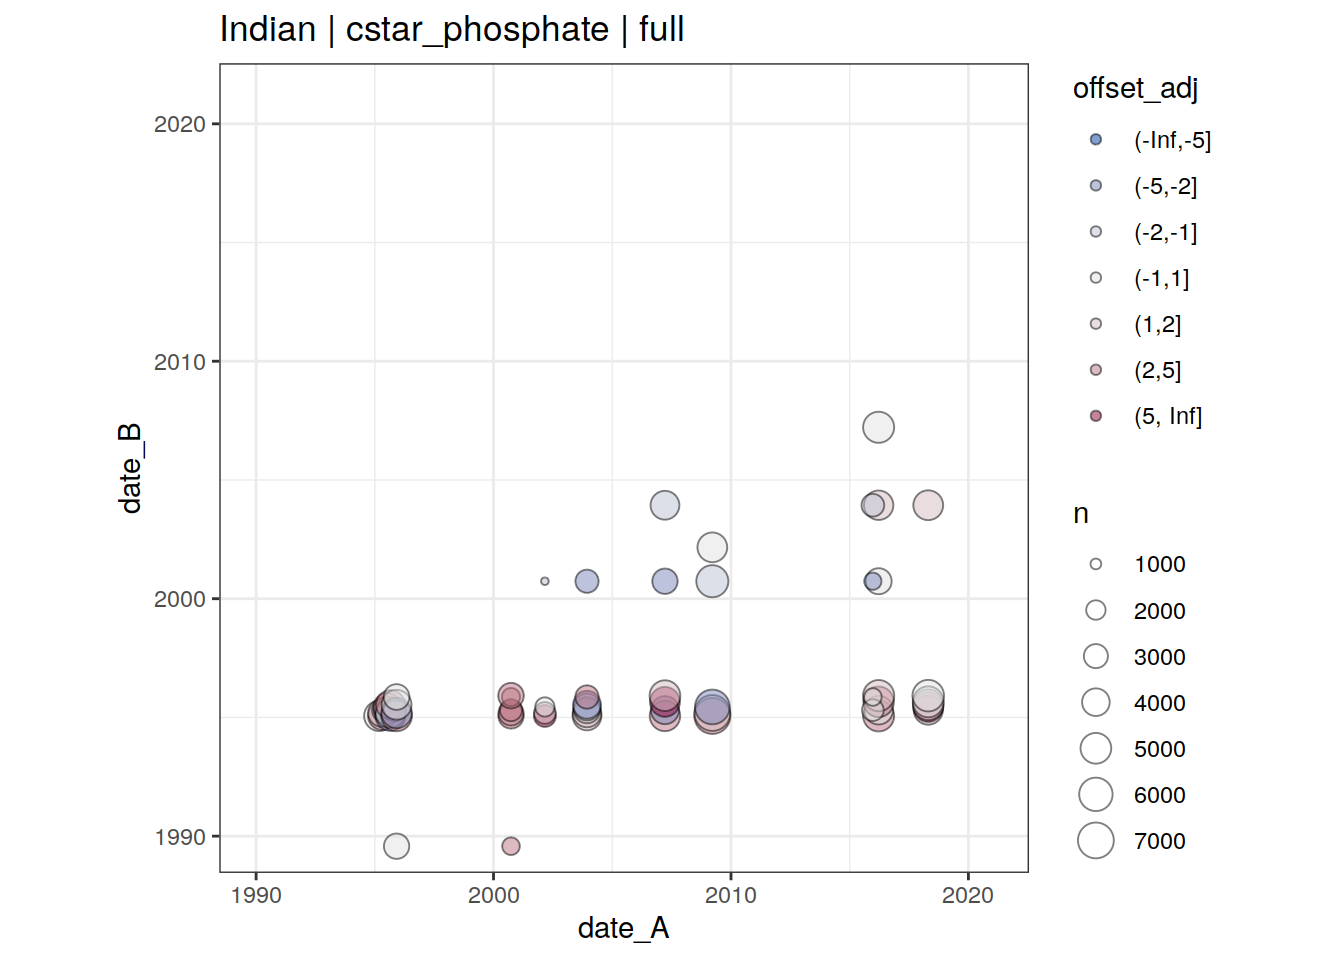 Indian | cstar_phosphate | full
2020
2010
2000
1990
date_B
1990
2000
2010
2020
date_A
offset_adj
(-Inf,-5]
(-5,-2]
(-2,-1]
(-1,1]
(1,2]
(2,5]
(5, Inf]
n
1000
2000
3000
4000
5000
6000
7000